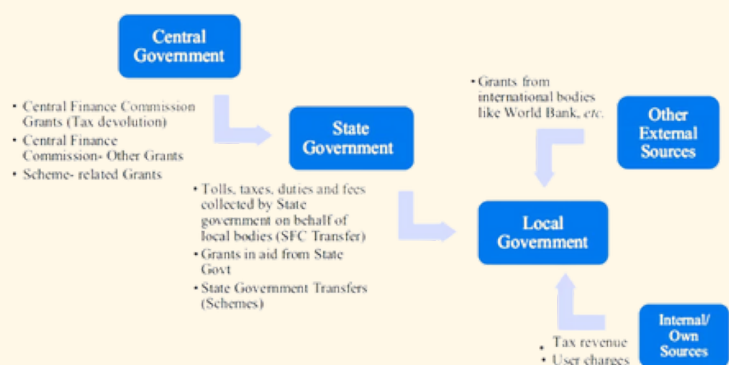 Central
Government
• Central Finance Commission
Grants (Tax devolution)
• Central Finance
Commission- Other Grants
• Scheme- related Grants
State
Government
• Tolls, taxes, duties and fees
collected by State
government on behalf of
local bodies (SFC Transfer)
• Grants in aid from State
Govt
• State Government Transfers
(Schemes)
• Grants from
international bodies
like World Bank, etc.
Other
External
Sources
Local
Government
Internal/
Own
Sources
• Tax revenue
• User charges